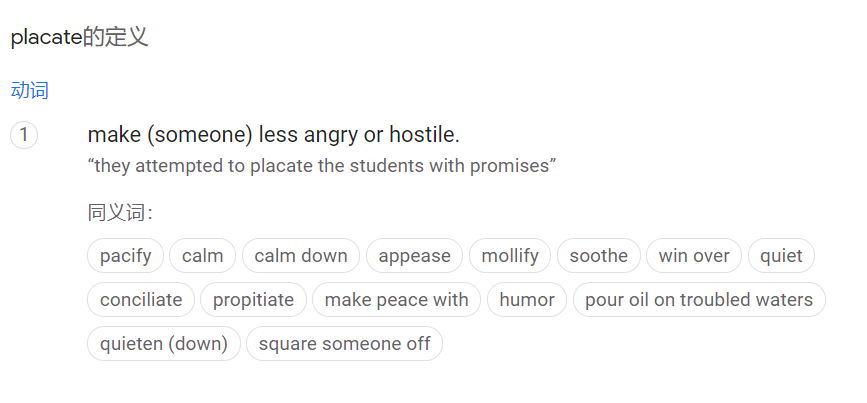 placate的定义
动词
1 make (someone) less angry or hostile.
“they attempted to placate the students with promises”
同义词：
pacify calm calm down appease mollify soothe win over quiet
conciliate propitiate make peace with humor pour oil on troubled waters
quieten (down) square someone off